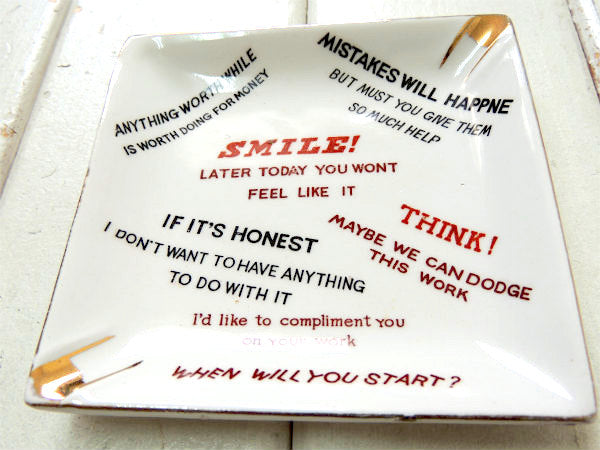 ANYTHING WORTH WHILE
IS WORTH DOING FOR MONEY
MISTAKES WILL HAPPNE
BUT MUST YOU GIVE THEM
SO MUCH HELP
SMILE!
LATER TODAY YOU WONT
FEEL LIKE IT
THINK!
MAYBE WE CAN DODGE
THIS WORK
IF IT'S HONEST
I DON'T WANT TO HAVE ANYTHING
TO DO WITH IT
I'd like to compliment you
on your work
WHEN WILL YOU START?